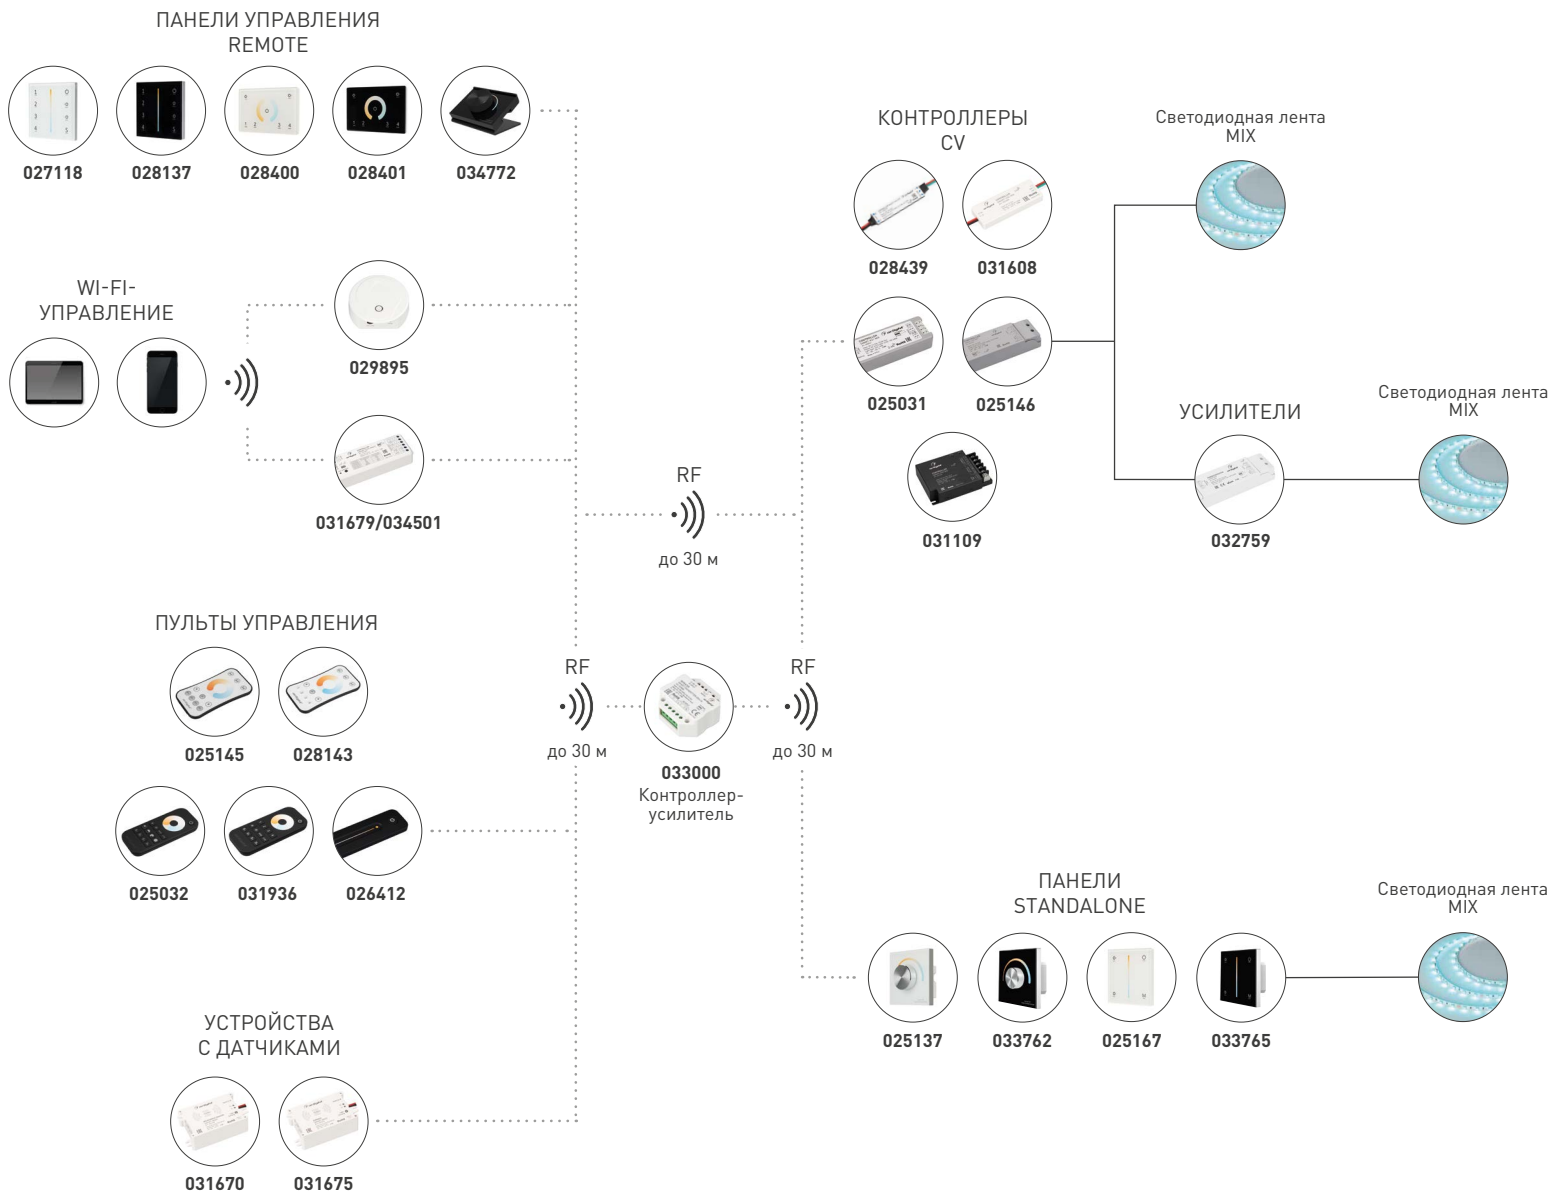 ПАНЕЛИ УПРАВЛЕНИЯ
REMOTE
027118
028137
028400
028401
034772
WI-FI-
УПРАВЛЕНИЕ
029895
031679/034501
ПУЛЬТЫ УПРАВЛЕНИЯ
025145
028143
025032
031936
026412
УСТРОЙСТВА
С ДАТЧИКАМИ
031670
031675
RF
до 30 м
RF
до 30 м
033000
Контроллер-
усилитель
RF
до 30 м
КОНТРОЛЛЕРЫ
CV
028439
031608
025031
025146
031109
Светодиодная лента
MIX
УСИЛИТЕЛИ
032759
Светодиодная лента
MIX
ПАНЕЛИ
STANDALONE
025137
033762
025167
033765
Светодиодная лента
MIX